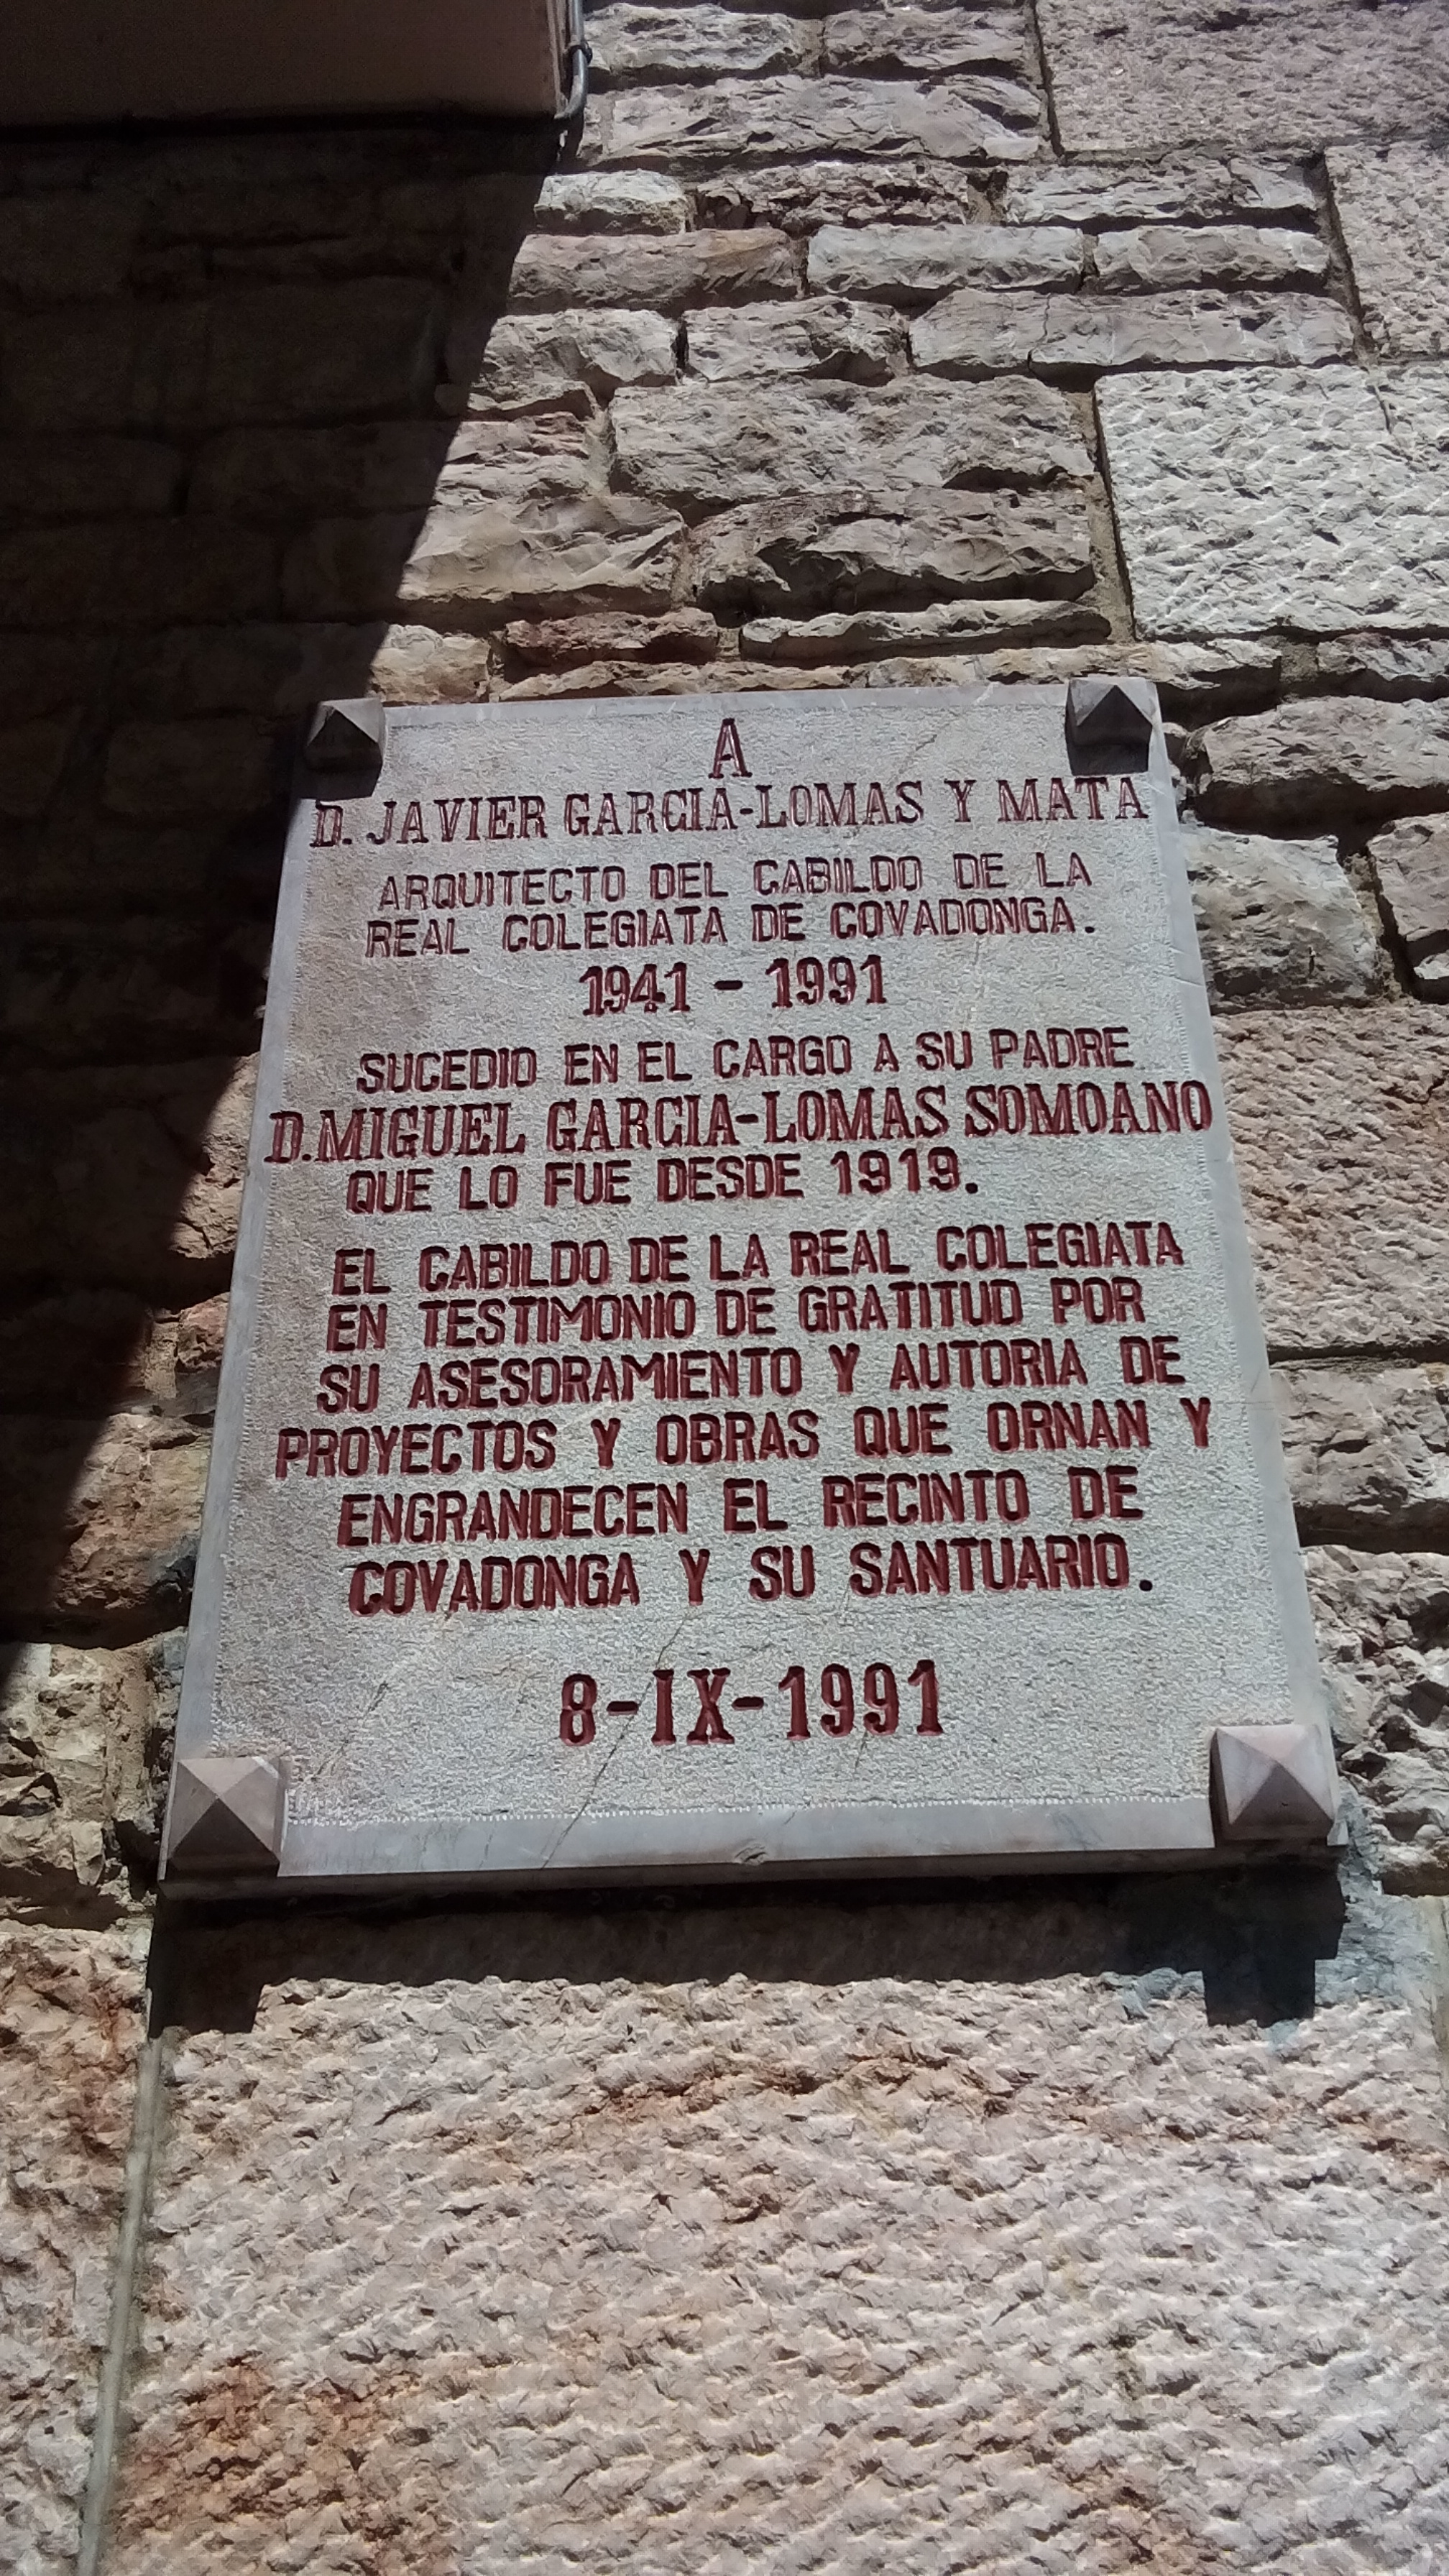 A
D. JAVIER GARCIA-LOMAS Y MATA
ARQUITECTO DEL CABILDO DE LA
REAL COLEGIATA DE COVADONGA.
1941 - 1991
SUCEDIO EN EL CARGO A SU PADRE
D. MIGUEL GARCIA-LOMAS SOMOANO
QUE LO FUE DESDE 1919.
EL CABILDO DE LA REAL COLEGIATA
EN TESTIMONIO DE GRATITUD POR
SU ASESORAMIENTO Y AUTORIA DE
PROYECTOS Y OBRAS QUE ORNAN Y
ENGRANDECEN EL RECINTO DE
COVADONGA Y SU SANTUARIO.
8-IX-1991